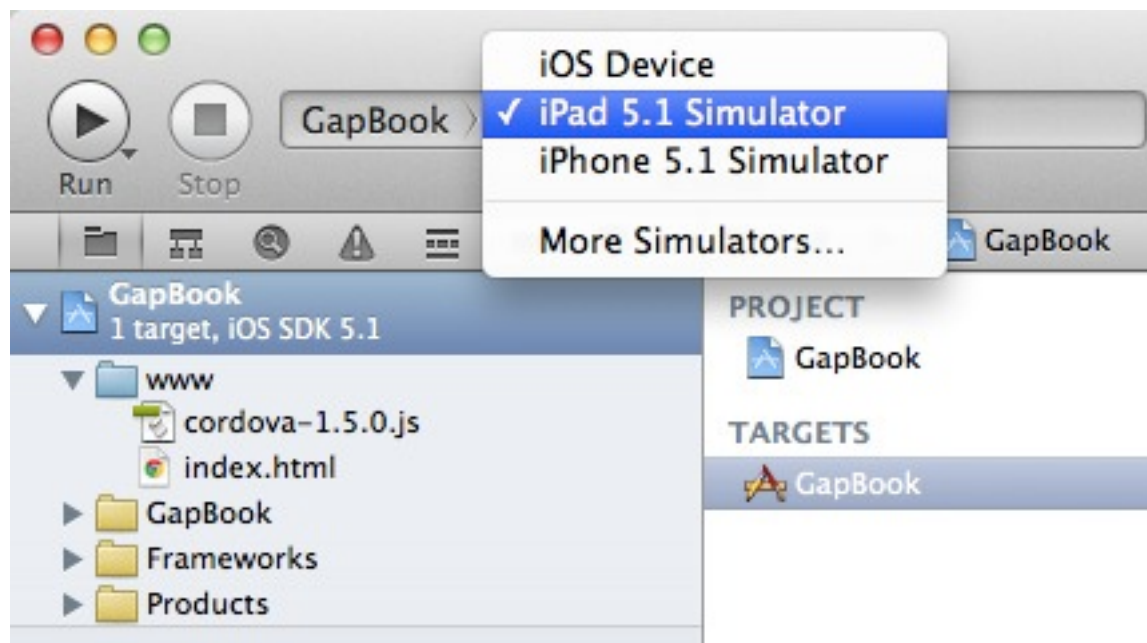 iOS Device
GapBook
✓ iPad 5.1 Simulator
iPhone 5.1 Simulator
More Simulators...
Run
Stop
GapBook
GapBook
1 target, iOS SDK 5.1
www
cordova-1.5.0.js
index.html
GapBook
Frameworks
Products
PROJECT
GapBook
TARGETS
GapBook